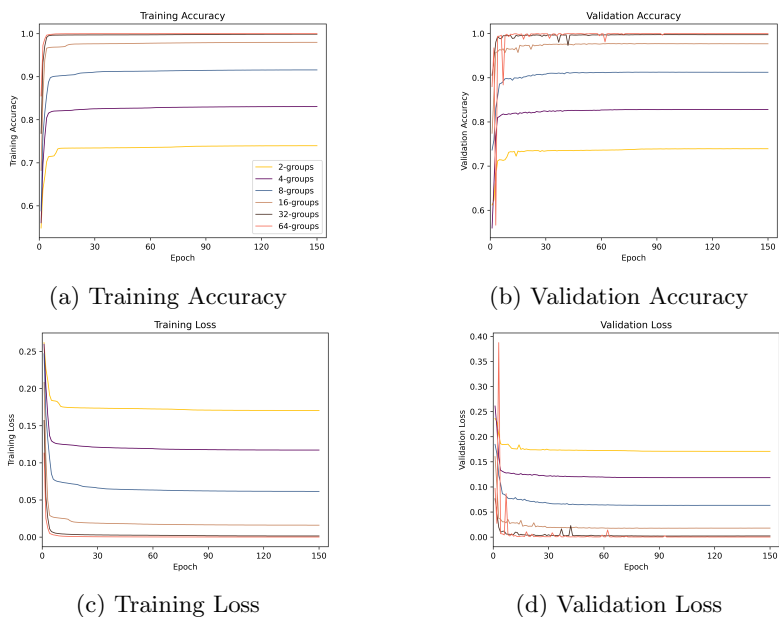 Training Accuracy
Training Accuracy
1.0
0.9
0.8
0.7
0.6
2-groups
4-groups
8-groups
16-groups
32-groups
64-groups
0 30 60 90 120 150
Epoch
(a) Training Accuracy
Validation Accuracy
Validation Accuracy
1.0
0.9
0.8
0.7
0.6
0 30 60 90 120 150
Epoch
(b) Validation Accuracy
Training Loss
Training Loss
0.25
0.20
0.15
0.10
0.05
0.00
0 30 60 90 120 150
Epoch
(c) Training Loss
Validation Loss
Validation Loss
0.40
0.35
0.30
0.25
0.20
0.15
0.10
0.05
0.00
0 30 60 90 120 150
Epoch
(d) Validation Loss